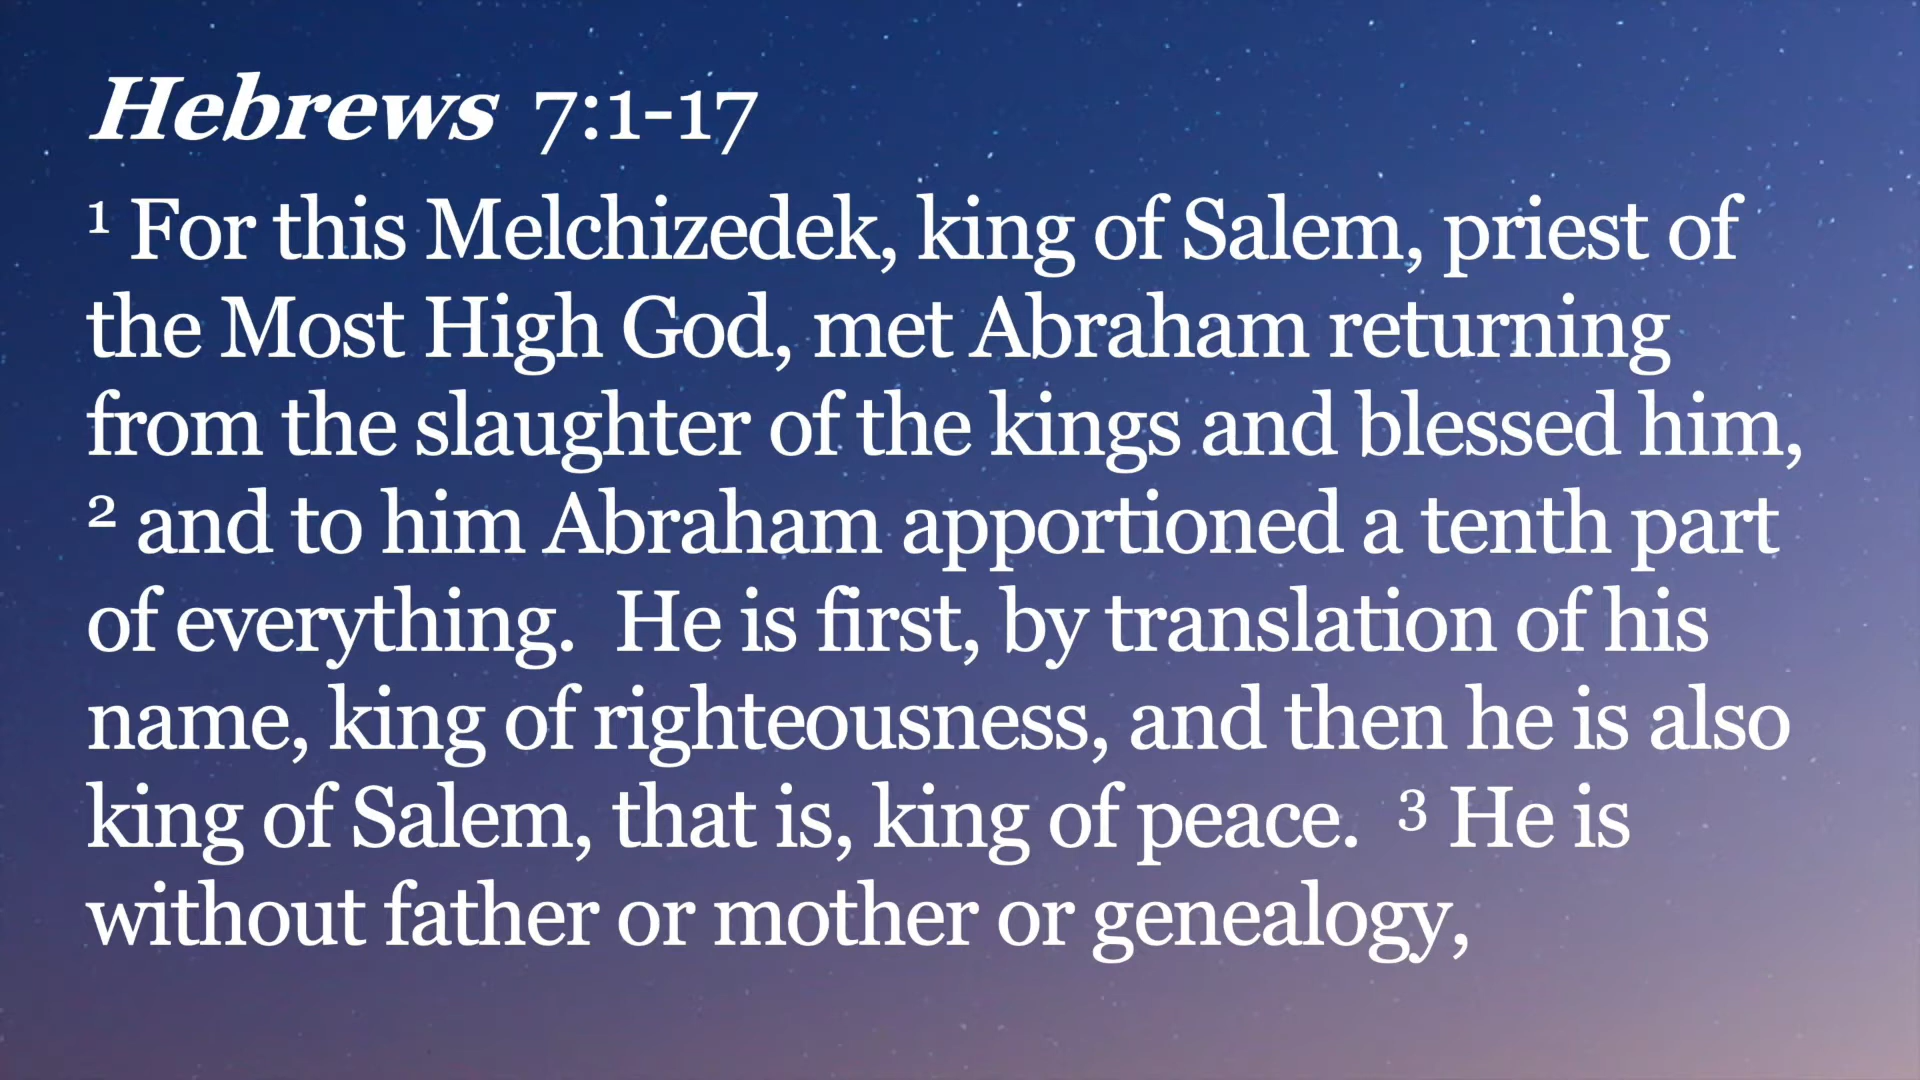 Hebrews 7:1-17
1 For this Melchizedek, king of Salem, priest of
the Most High God, met Abraham returning
from the slaughter of the kings and blessed him,
2 and to him Abraham apportioned a tenth part
of everything.  He is first, by translation of his
name, king of righteousness, and then he is also
king of Salem, that is, king of peace.  3 He is
without father or mother or genealogy,